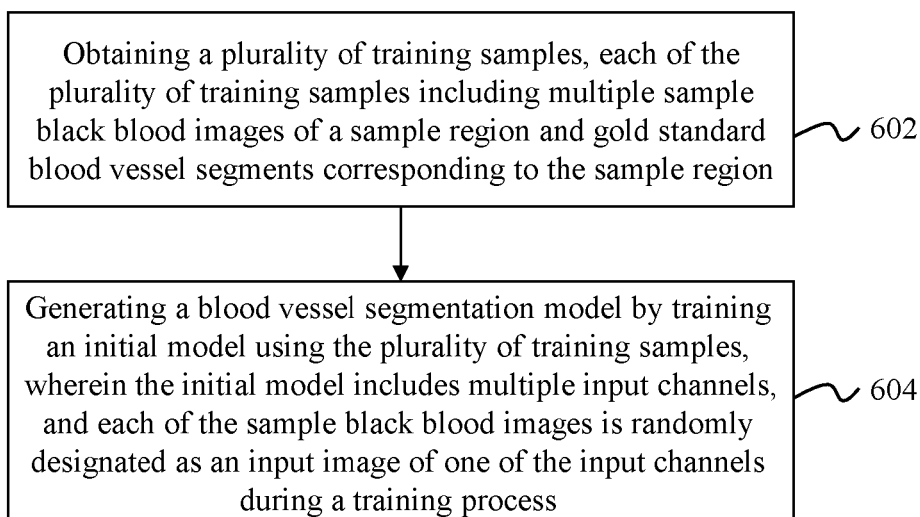 Obtaining a plurality of training samples, each of the
plurality of training samples including multiple sample
black blood images of a sample region and gold standard
blood vessel segments corresponding to the sample region
602
Generating a blood vessel segmentation model by training
an initial model using the plurality of training samples,
wherein the initial model includes multiple input channels,
and each of the sample black blood images is randomly
designated as an input image of one of the input channels
during a training process
604